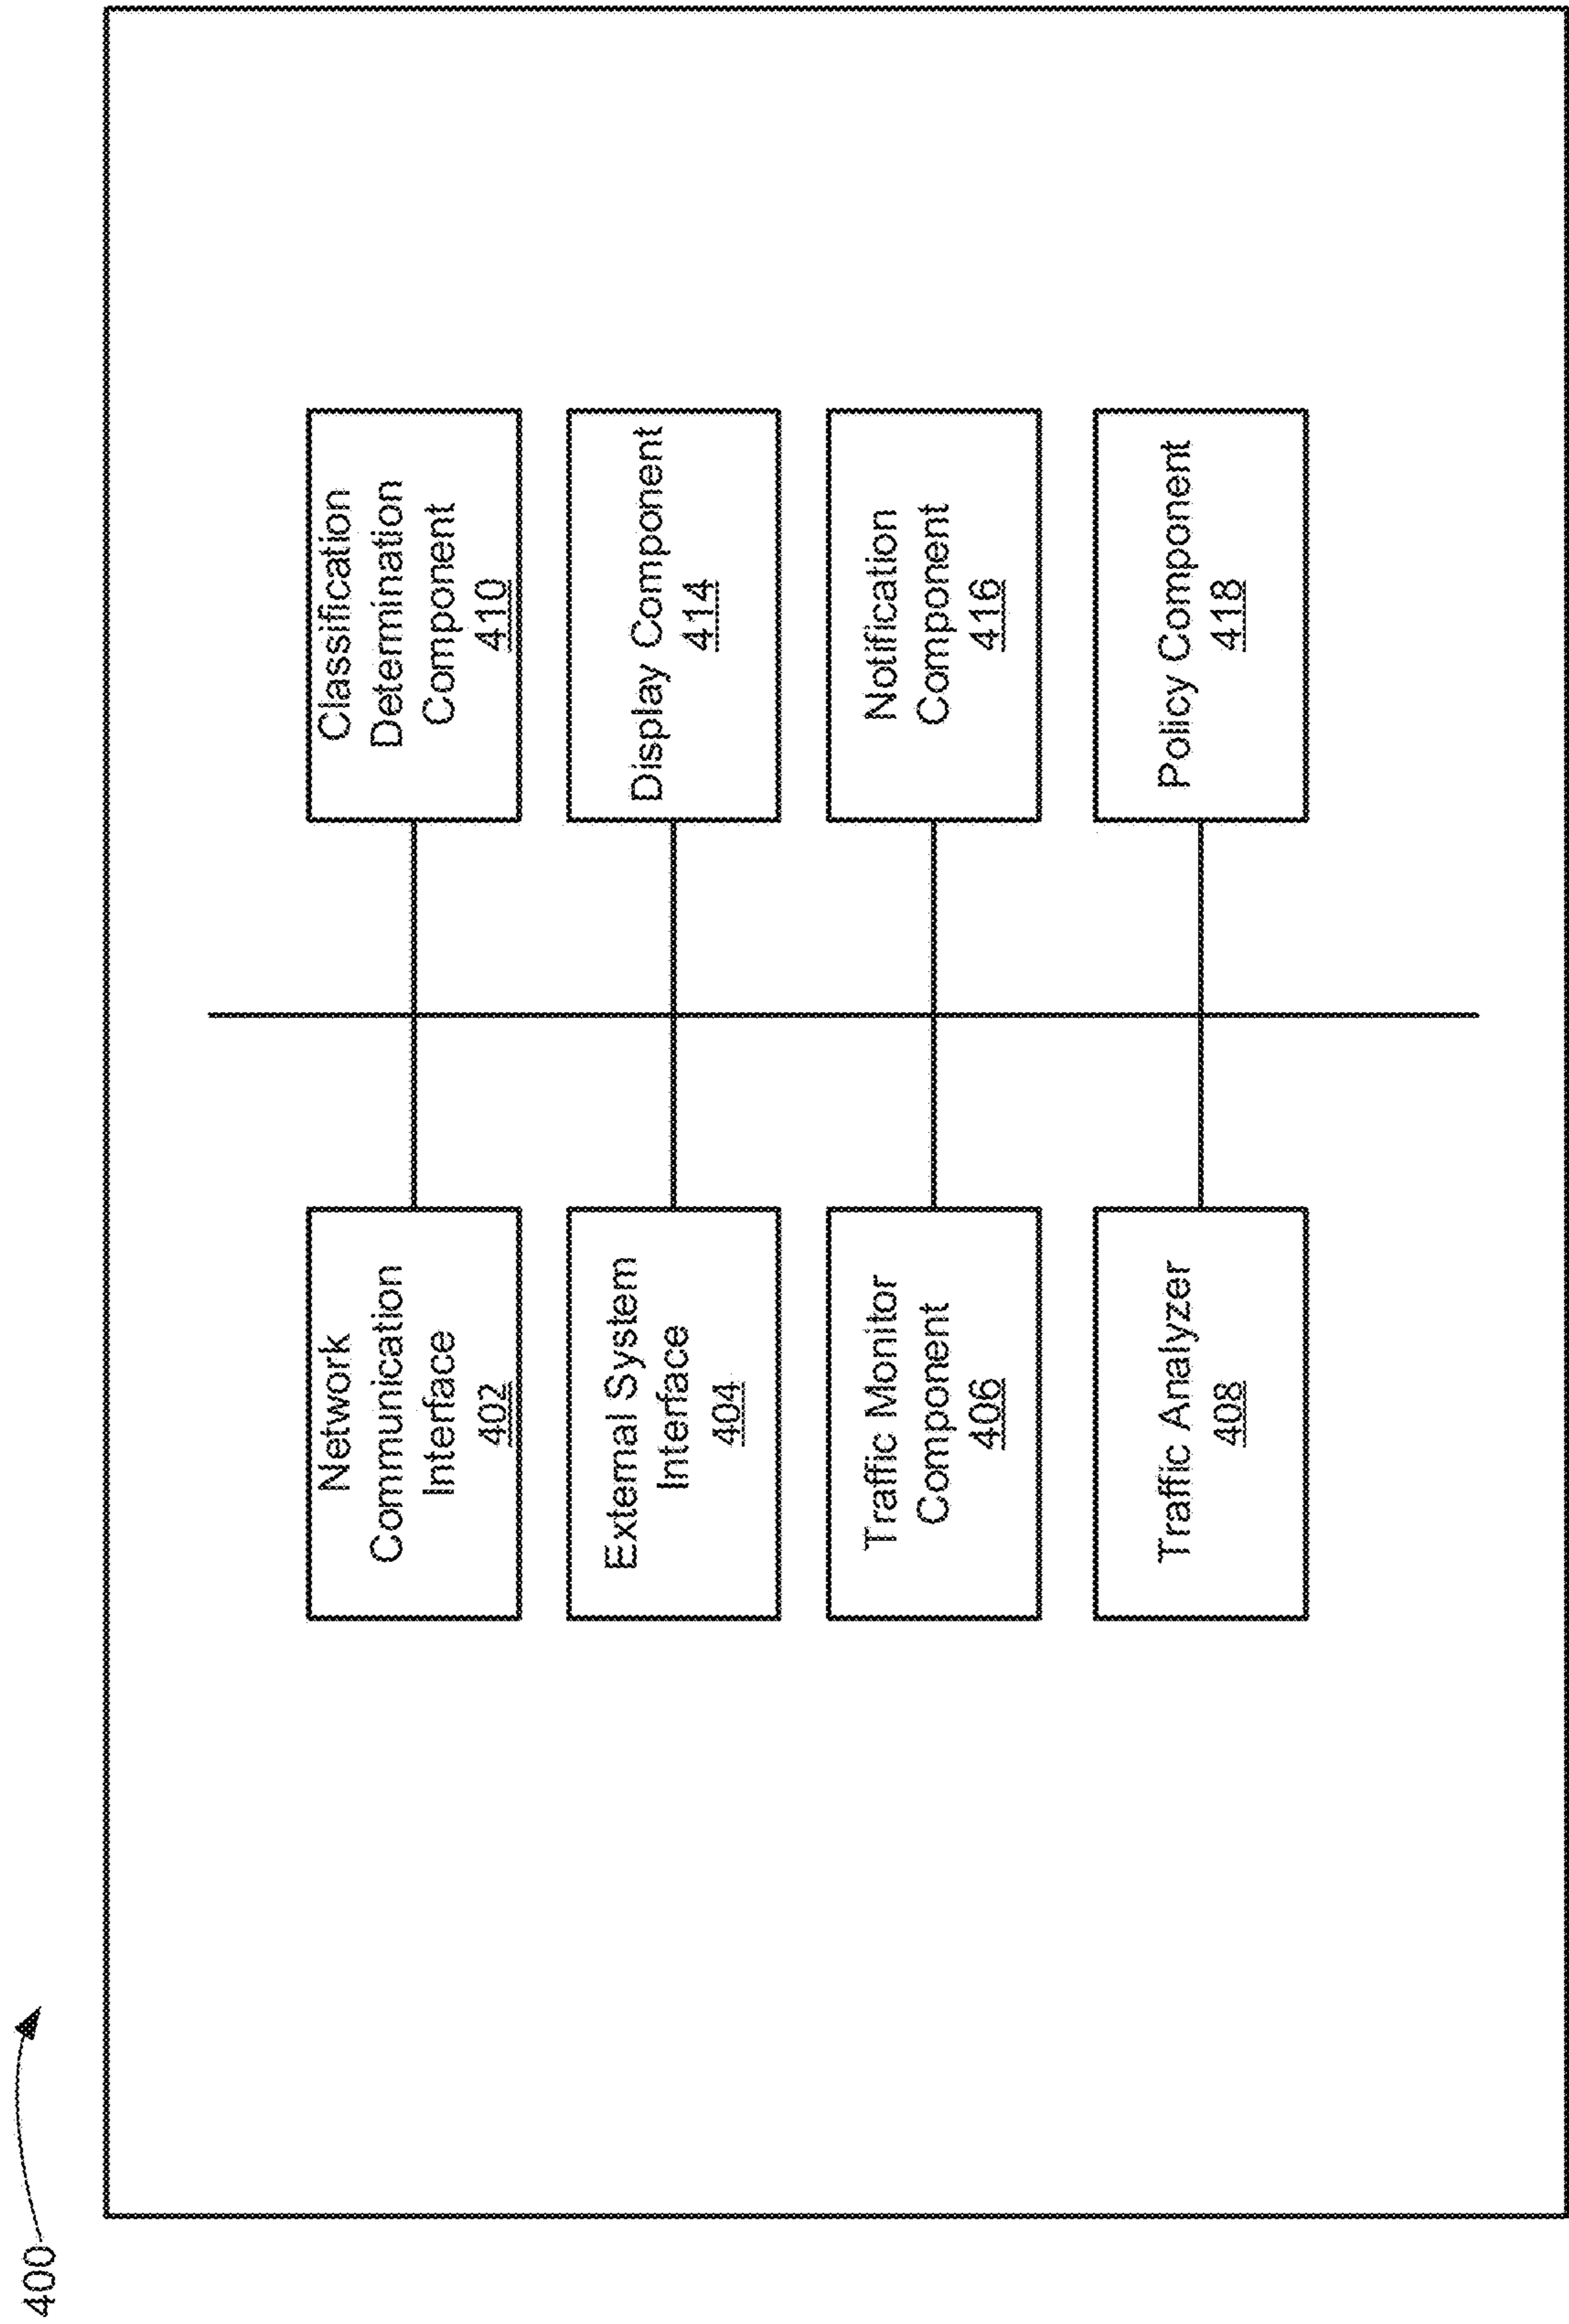 400
Network
Communication
Interface
402
Classification
Determination
Component
410
External System
Interface
404
Display Component
414
Traffic Monitor
Component
406
Notification
Component
416
Traffic Analyzer
408
Policy Component
418